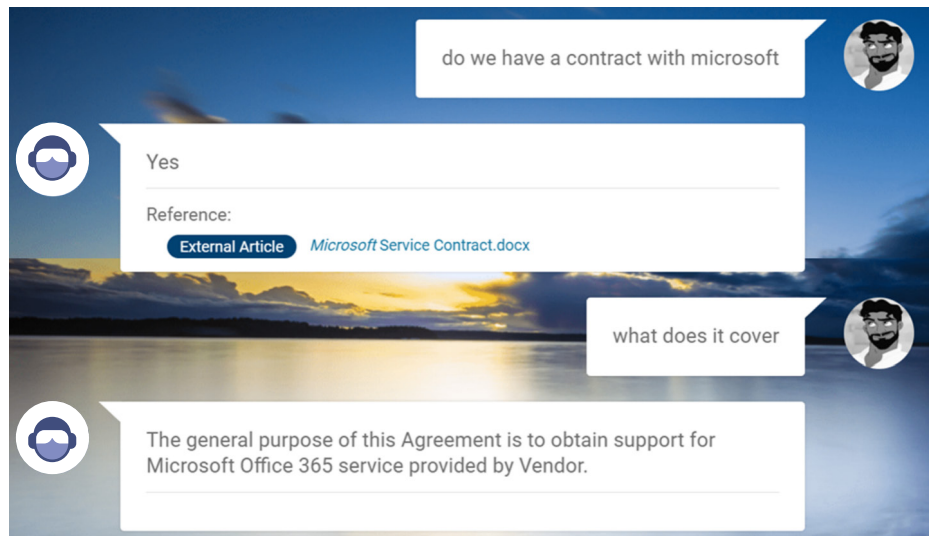 do we have a contract with microsoft
Yes
Reference:
External Article Microsoft Service Contract.docx
what does it cover
The general purpose of this Agreement is to obtain support for
Microsoft Office 365 service provided by Vendor.